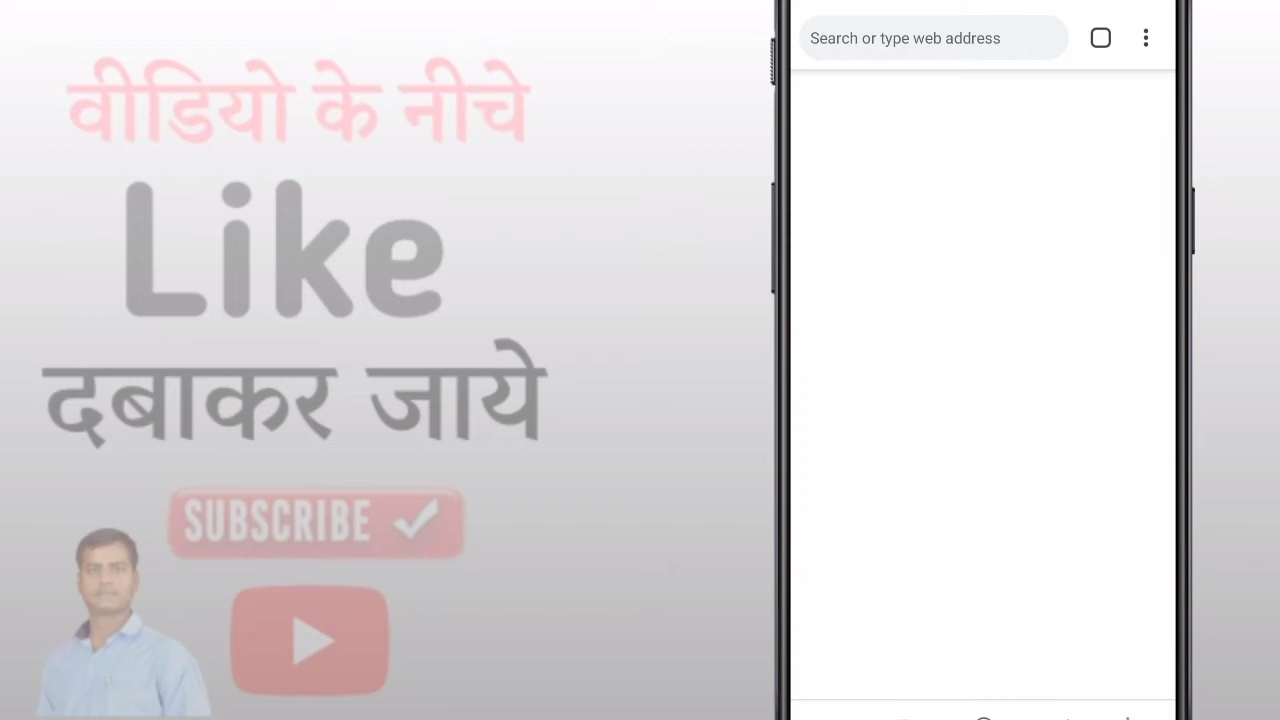 वीडियो के नीचे
Like
दबाकर जाये
SUBSCRIBE
Search or type web address